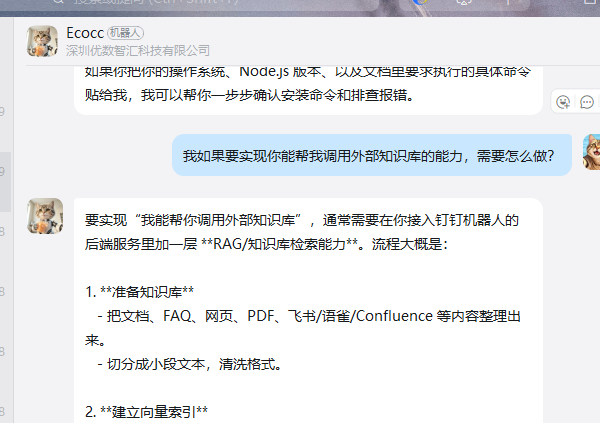 Ecocc 机器人
深圳优数智汇科技有限公司
如果你把你的操作系统、Node.js 版本、以及文档里要求执行的具体命令
贴给我，我可以帮你一步步确认安装命令和排查报错。
我如果要实现你能帮我调用外部知识库的能力，需要怎么做？
要实现“我能帮你调用外部知识库”，通常需要在你接入钉钉机器人的
后端服务里加一层 **RAG/知识库检索能力**。流程大概是：
1. **准备知识库**
- 把文档、FAQ、网页、PDF、飞书/语雀/Confluence 等内容整理出
来。
- 切分成小段文本，清洗格式。
2. **建立向量索引**